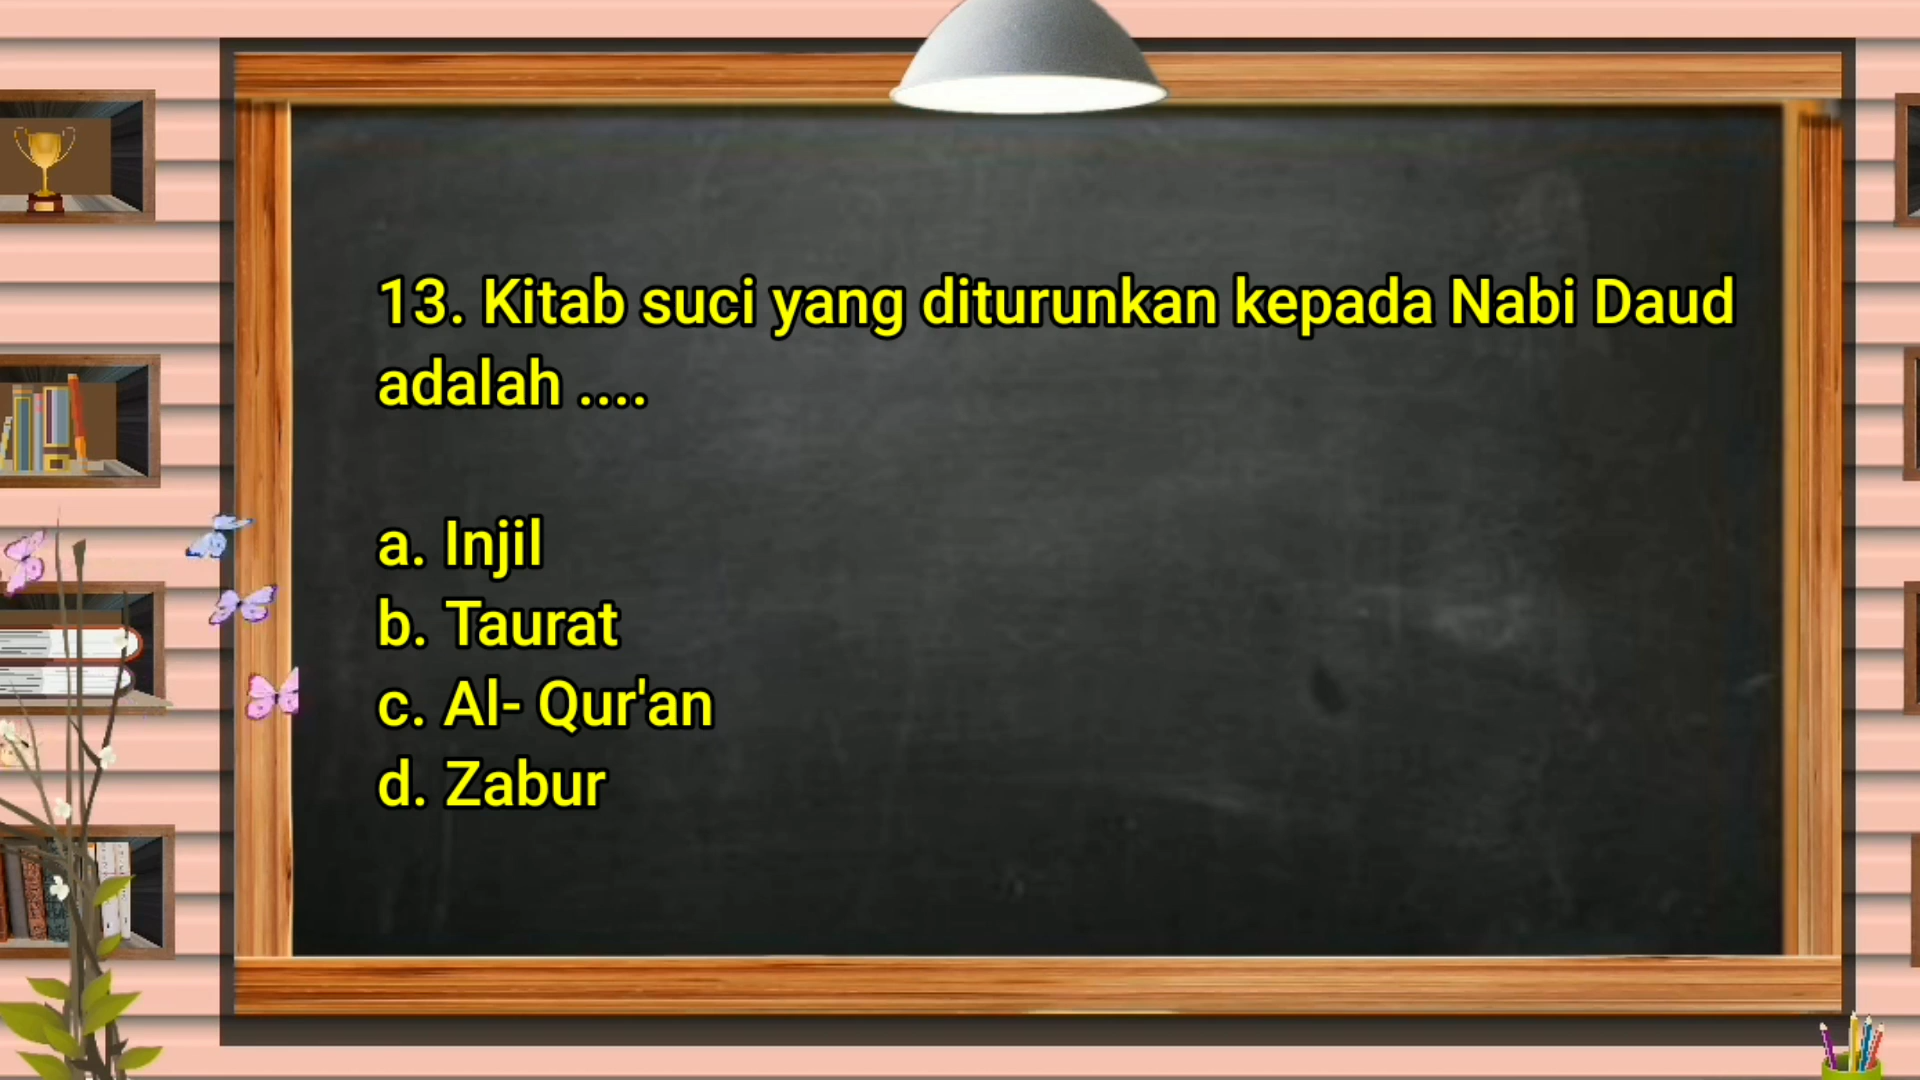 13. Kitab suci yang diturunkan kepada Nabi Daud
adalah ....
a. Injil
b. Taurat
c. Al- Qur'an
d. Zabur